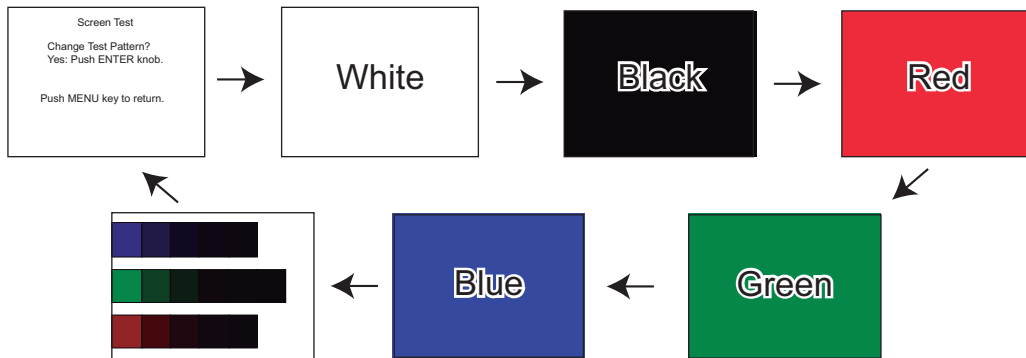 Screen Test
Change Test Pattern?
Yes: Push ENTER knob.
Push MENU key to return.
White
Black
Red
Green
Blue